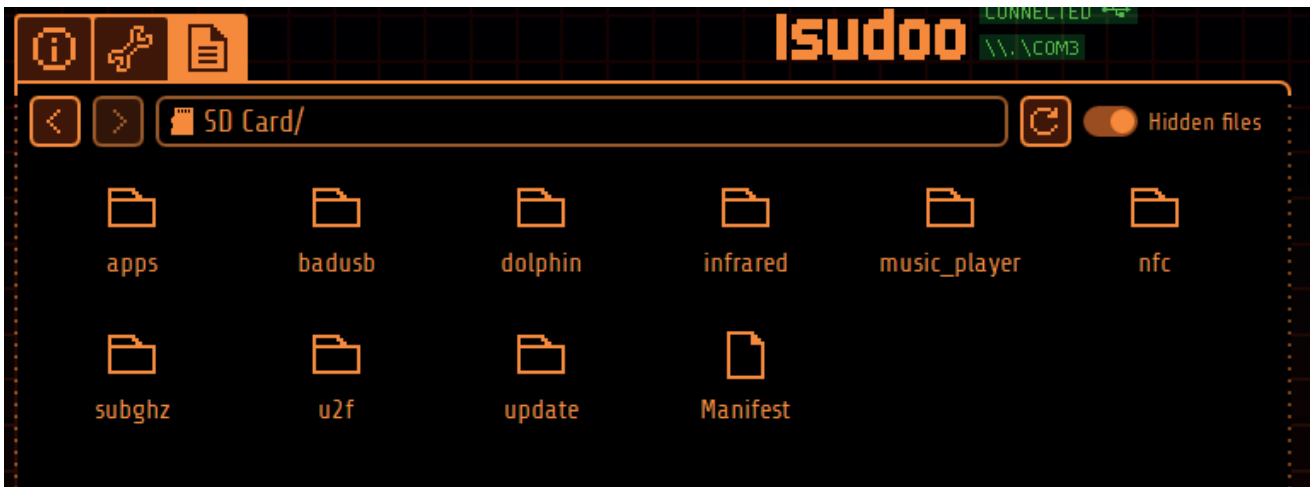 Isudoo
CONNECTED
\\.\COM3
SD Card/
Hidden files
apps
badusb
dolphin
infrared
music_player
nfc
subghz
u2f
update
Manifest